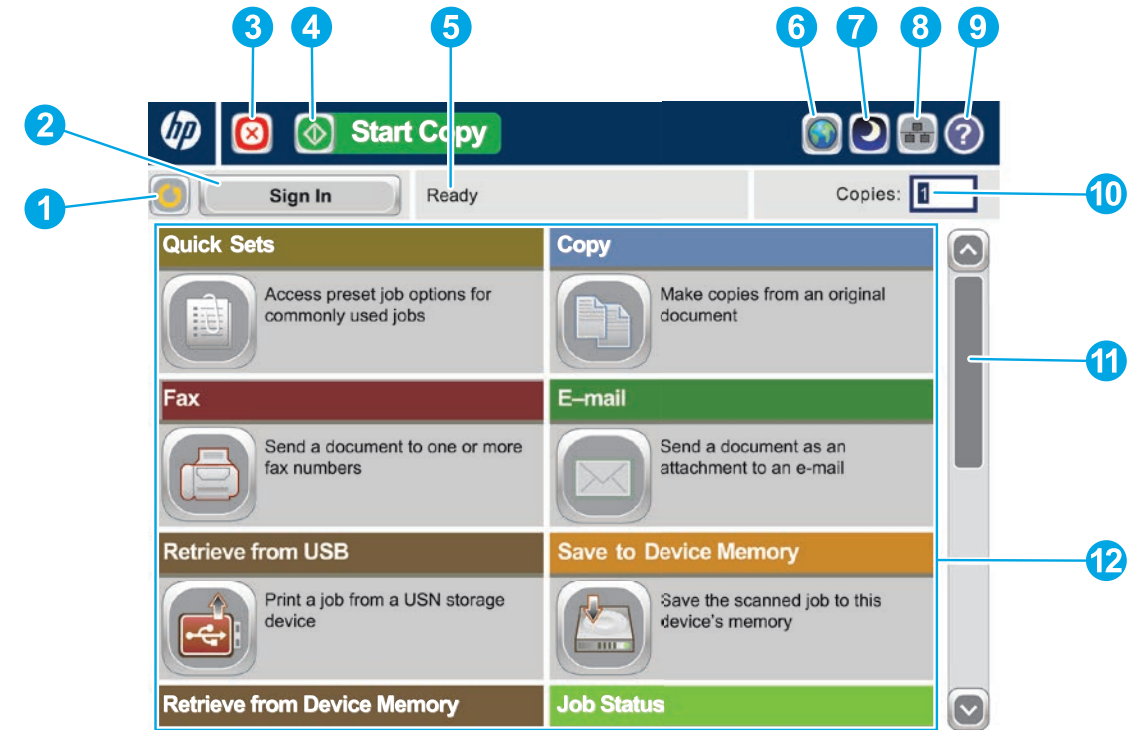 3
4
5
6
7
8
9
2
hp
Start Copy
?
1
Sign In
Ready
Copies: 1
10
Quick Sets
Copy
Access preset job options for
commonly used jobs
Make copies from an original
document
11
Fax
E–mail
Send a document to one or more
fax numbers
Send a document as an
attachment to an e-mail
Retrieve from USB
Save to Device Memory
12
Print a job from a USN storage
device
Save the scanned job to this
device's memory
Retrieve from Device Memory
Job Status